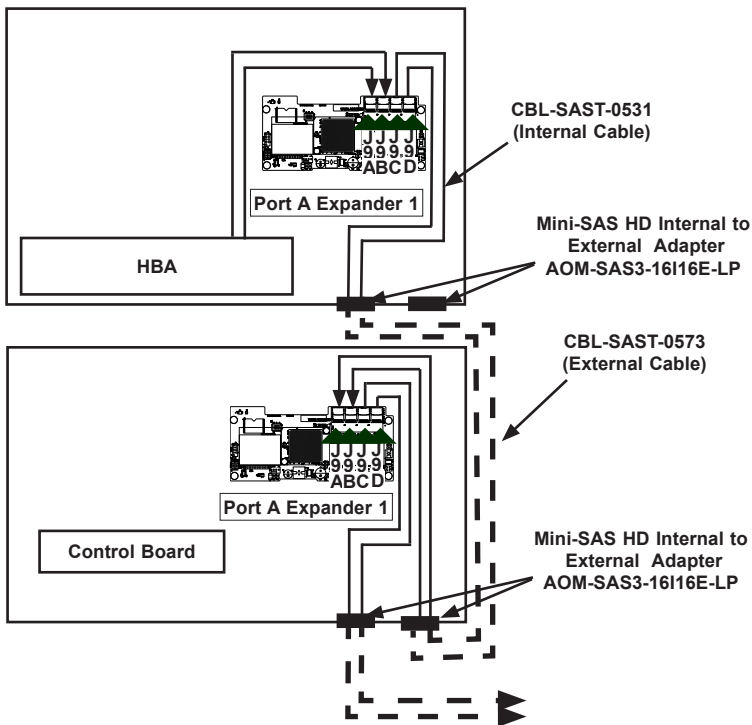 CBL-SAST-0531
(Internal Cable)
J J J J
9 9 9 9
A B C D
Port A Expander 1
Mini-SAS HD Internal to
External Adapter
AOM-SAS3-16I16E-LP
HBA
CBL-SAST-0573
(External Cable)
J J J J
9 9 9 9
A B C D
Port A Expander 1
Control Board
Mini-SAS HD Internal to
External Adapter
AOM-SAS3-16I16E-LP